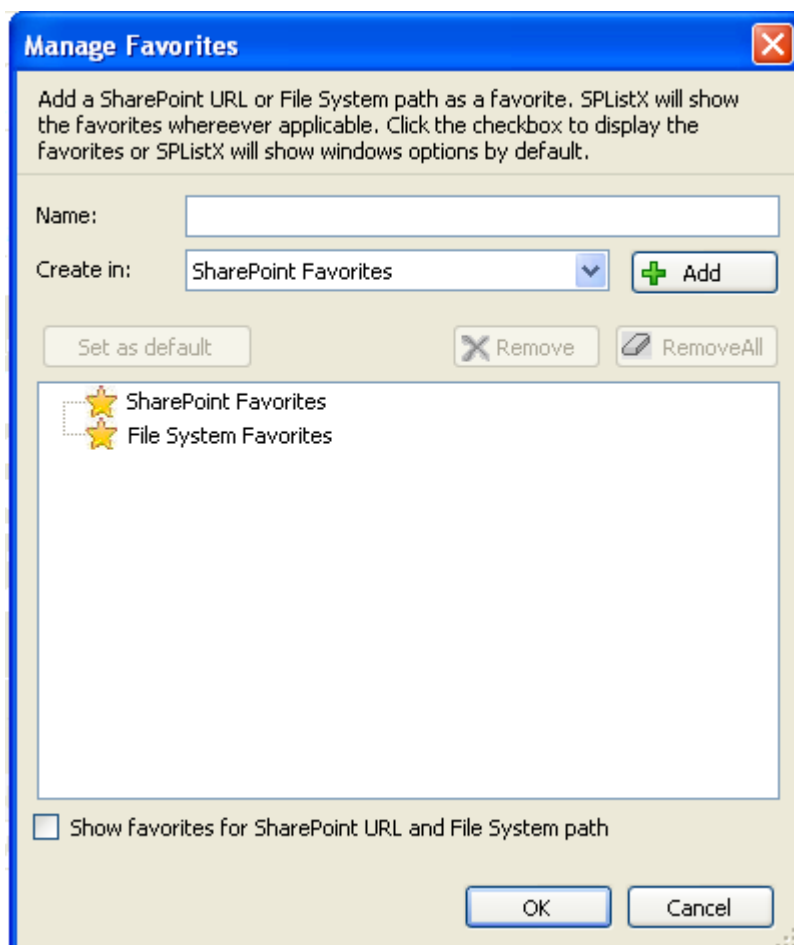 Manage Favorites
Add a SharePoint URL or File System path as a favorite. SPListX will show
the favorites whereever applicable. Click the checkbox to display the
favorites or SPListX will show windows options by default.
Name:
Create in: SharePoint Favorites Add
Set as default Remove RemoveAll
SharePoint Favorites
File System Favorites
Show favorites for SharePoint URL and File System path
OK Cancel